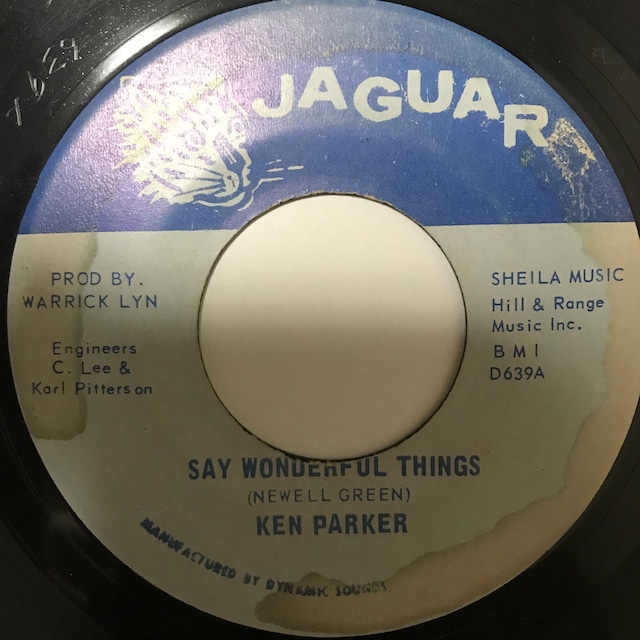 JAGUAR
PROD BY.
WARRICK LYN
Engineers
C. Lee &
Karl Pitterson
SHEILA MUSIC
Hill & Range
Music Inc.
BMI
D639A
SAY WONDERFUL THINGS
(NEWELL GREEN)
KEN PARKER
MANUFACTURED BY DYNAMIC SOUNDS.